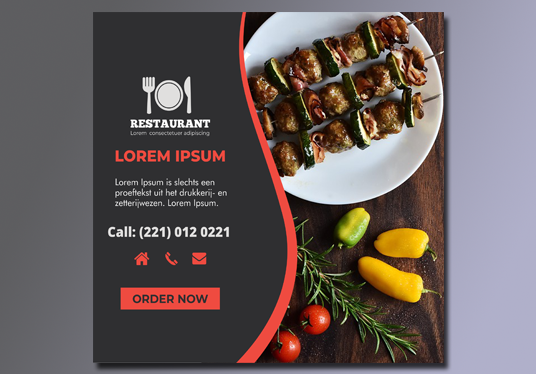 RESTAURANT
Lorem consectetuer adipiscing
LOREM IPSUM
Lorem Ipsum is slechts een
proeftekst uit het drukkerij- en
zetterijwezen. Lorem Ipsum.
Call: (221) 012 0221
ORDER NOW